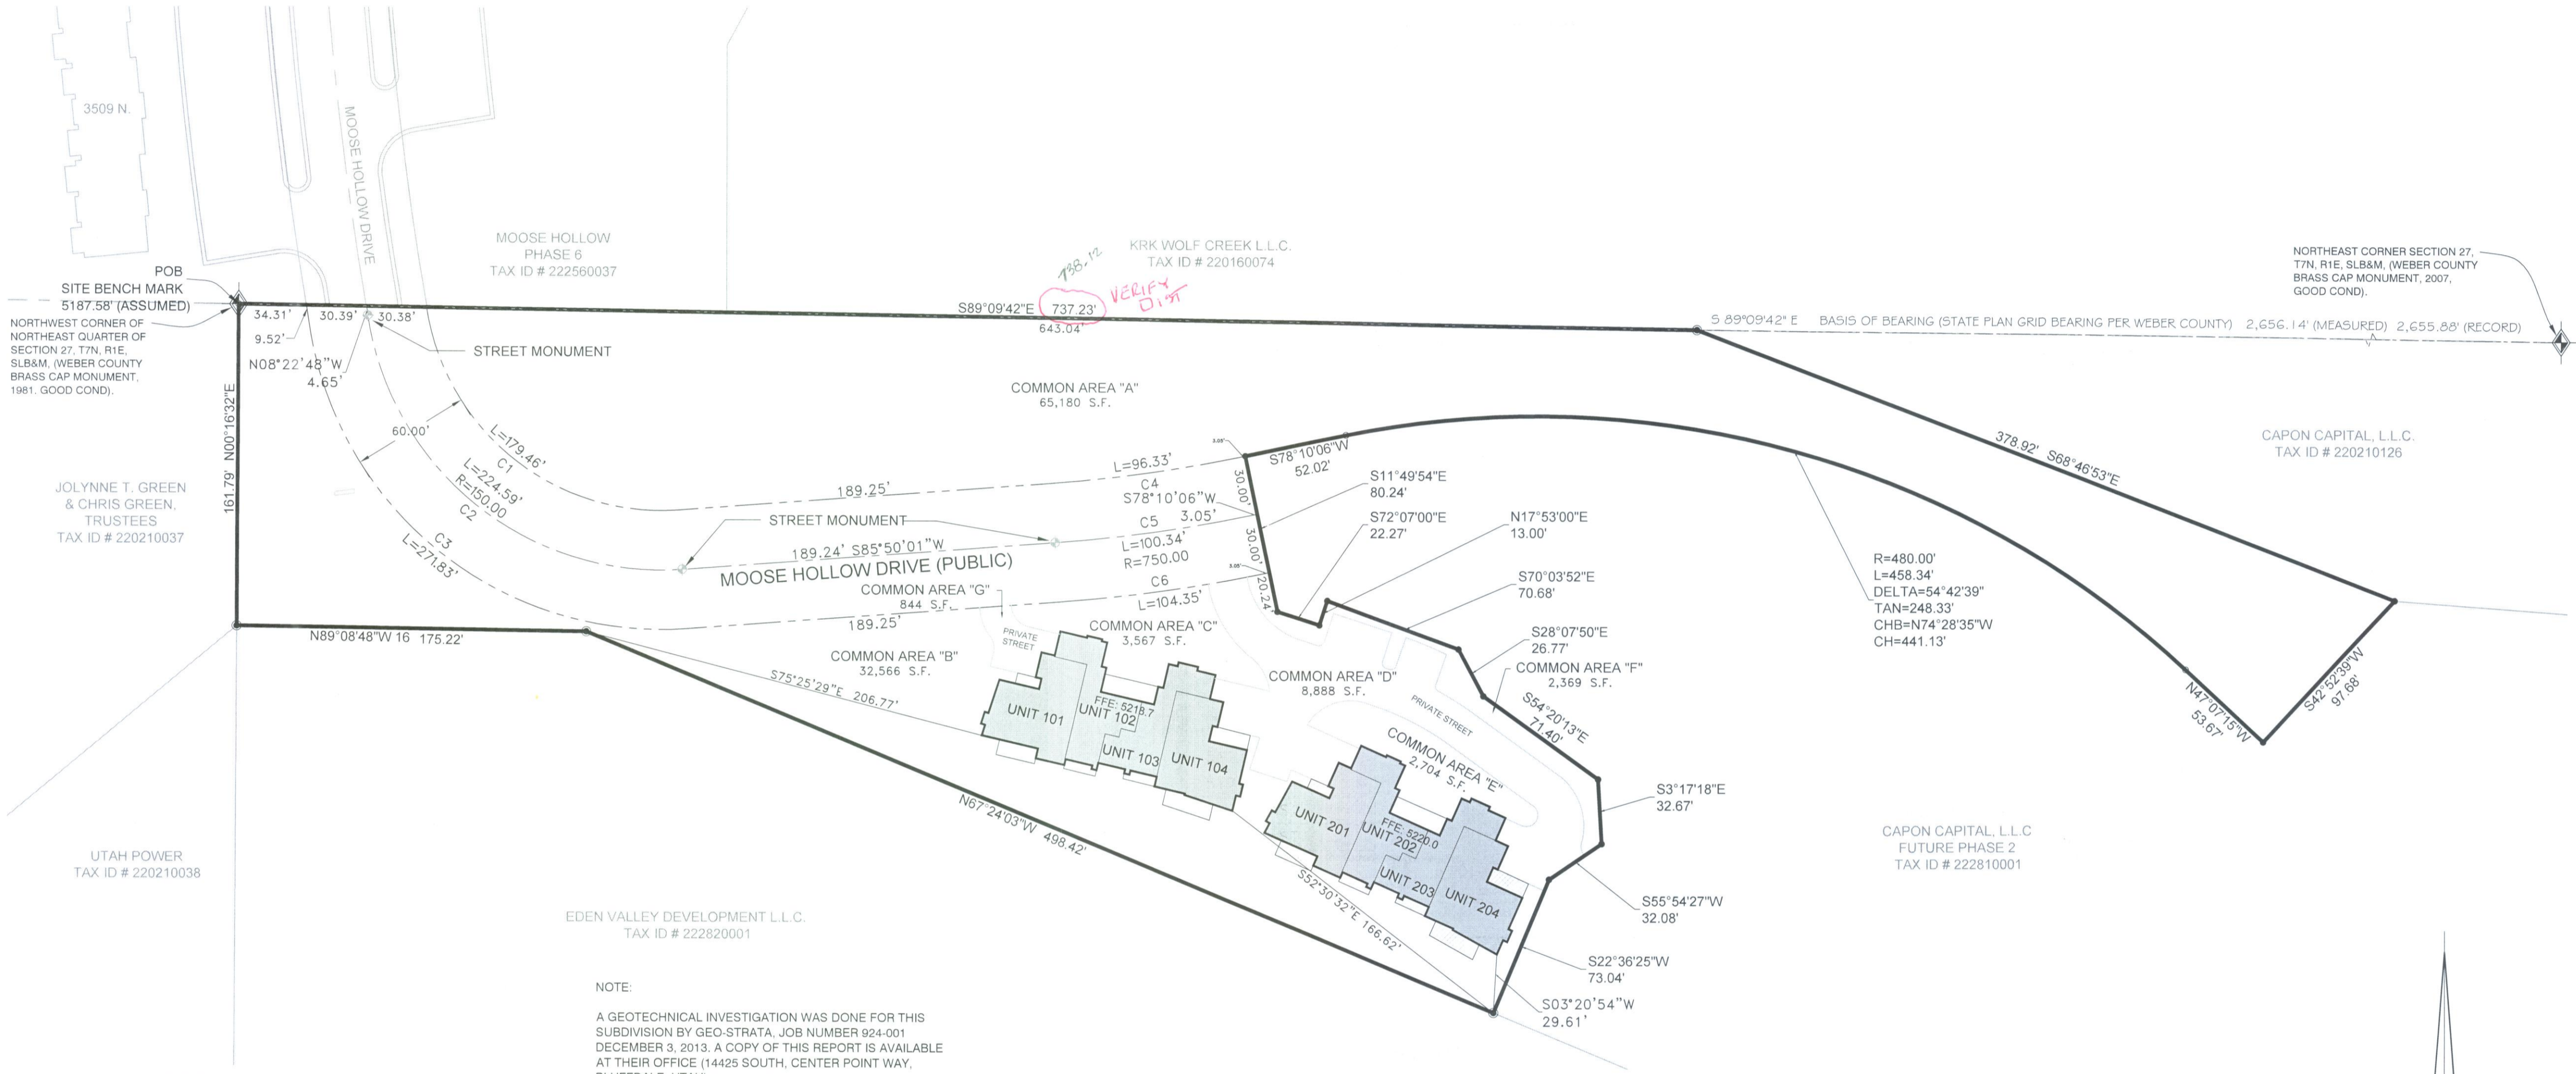 3509 N.
MOOSE HOLLOW DRIVE
MOOSE HOLLOW
PHASE 6
TAX ID # 222560037
738.12
KRK WOLF CREEK L.L.C.
TAX ID # 220160074
VERIFY
DIST
S89°09'42"E 737.23'
643.04'
NORTHEAST CORNER SECTION 27,
T7N, R1E, SLB&M, (WEBER COUNTY
BRASS CAP MONUMENT, 2007,
GOOD COND).
S 89°09'42" E BASIS OF BEARING (STATE PLAN GRID BEARING PER WEBER COUNTY) 2,656.14' (MEASURED) 2,655.88' (RECORD)
POB
SITE BENCH MARK
5187.58' (ASSUMED)
NORTHWEST CORNER OF
NORTHEAST QUARTER OF
SECTION 27, T7N, R1E,
SLB&M, (WEBER COUNTY
BRASS CAP MONUMENT,
1981. GOOD COND).
34.31' 30.39' 30.38'
9.52'
N08°22'48"W
4.65'
STREET MONUMENT
161.79' N00°16'32"E
60.00'
L=179.46'
C1
L=224.59'
R=150.00
C2
C3
L=271.83'
COMMON AREA "A"
65,180 S.F.
JOLYNNE T. GREEN
& CHRIS GREEN,
TRUSTEES
TAX ID # 220210037
189.25'
L=96.33'
C4
3.05'
S78°10'06"W
52.02'
S78°10'06"W
3.05'
30.00'
30.00'
20.24'
STREET MONUMENT
C5
L=100.34'
R=750.00
189.24' S85°50'01"W
MOOSE HOLLOW DRIVE (PUBLIC)
3.05'
C6
L=104.35'
189.25'
S11°49'54"E
80.24'
S72°07'00"E
22.27'
N17°53'00"E
13.00'
S70°03'52"E
70.68'
S28°07'50"E
26.77'
COMMON AREA "F"
2,369 S.F.
R=480.00'
L=458.34'
DELTA=54°42'39"
TAN=248.33'
CHB=N74°28'35"W
CH=441.13'
378.92' S68°46'53"E
CAPON CAPITAL, L.L.C.
TAX ID # 220210126
S42°52'39"W
97.68'
N47°07'15"W
53.67'
COMMON AREA "G"
844 S.F.
PRIVATE
STREET
COMMON AREA "C"
3,567 S.F.
COMMON AREA "B"
32,566 S.F.
COMMON AREA "D"
8,888 S.F.
PRIVATE STREET
COMMON AREA "E"
2,704 S.F.
S54°20'13"E
71.40'
N89°08'48"W 16 175.22'
S75°25'29"E 206.77'
UNIT 101
UNIT 102
FFE: 5218.7
UNIT 103
UNIT 104
UNIT 201
UNIT 202
FFE: 5220.0
UNIT 203
UNIT 204
S3°17'18"E
32.67'
S55°54'27"W
32.08'
S22°36'25"W
73.04'
S03°20'54"W
29.61'
N67°24'03"W 498.42'
S52°30'32"E 166.62'
CAPON CAPITAL, L.L.C
FUTURE PHASE 2
TAX ID # 222810001
UTAH POWER
TAX ID # 220210038
EDEN VALLEY DEVELOPMENT L.L.C.
TAX ID # 222820001
NOTE:
A GEOTECHNICAL INVESTIGATION WAS DONE FOR THIS
SUBDIVISION BY GEO-STRATA, JOB NUMBER 924-001
DECEMBER 3, 2013. A COPY OF THIS REPORT IS AVAILABLE
AT THEIR OFFICE (14425 SOUTH, CENTER POINT WAY,